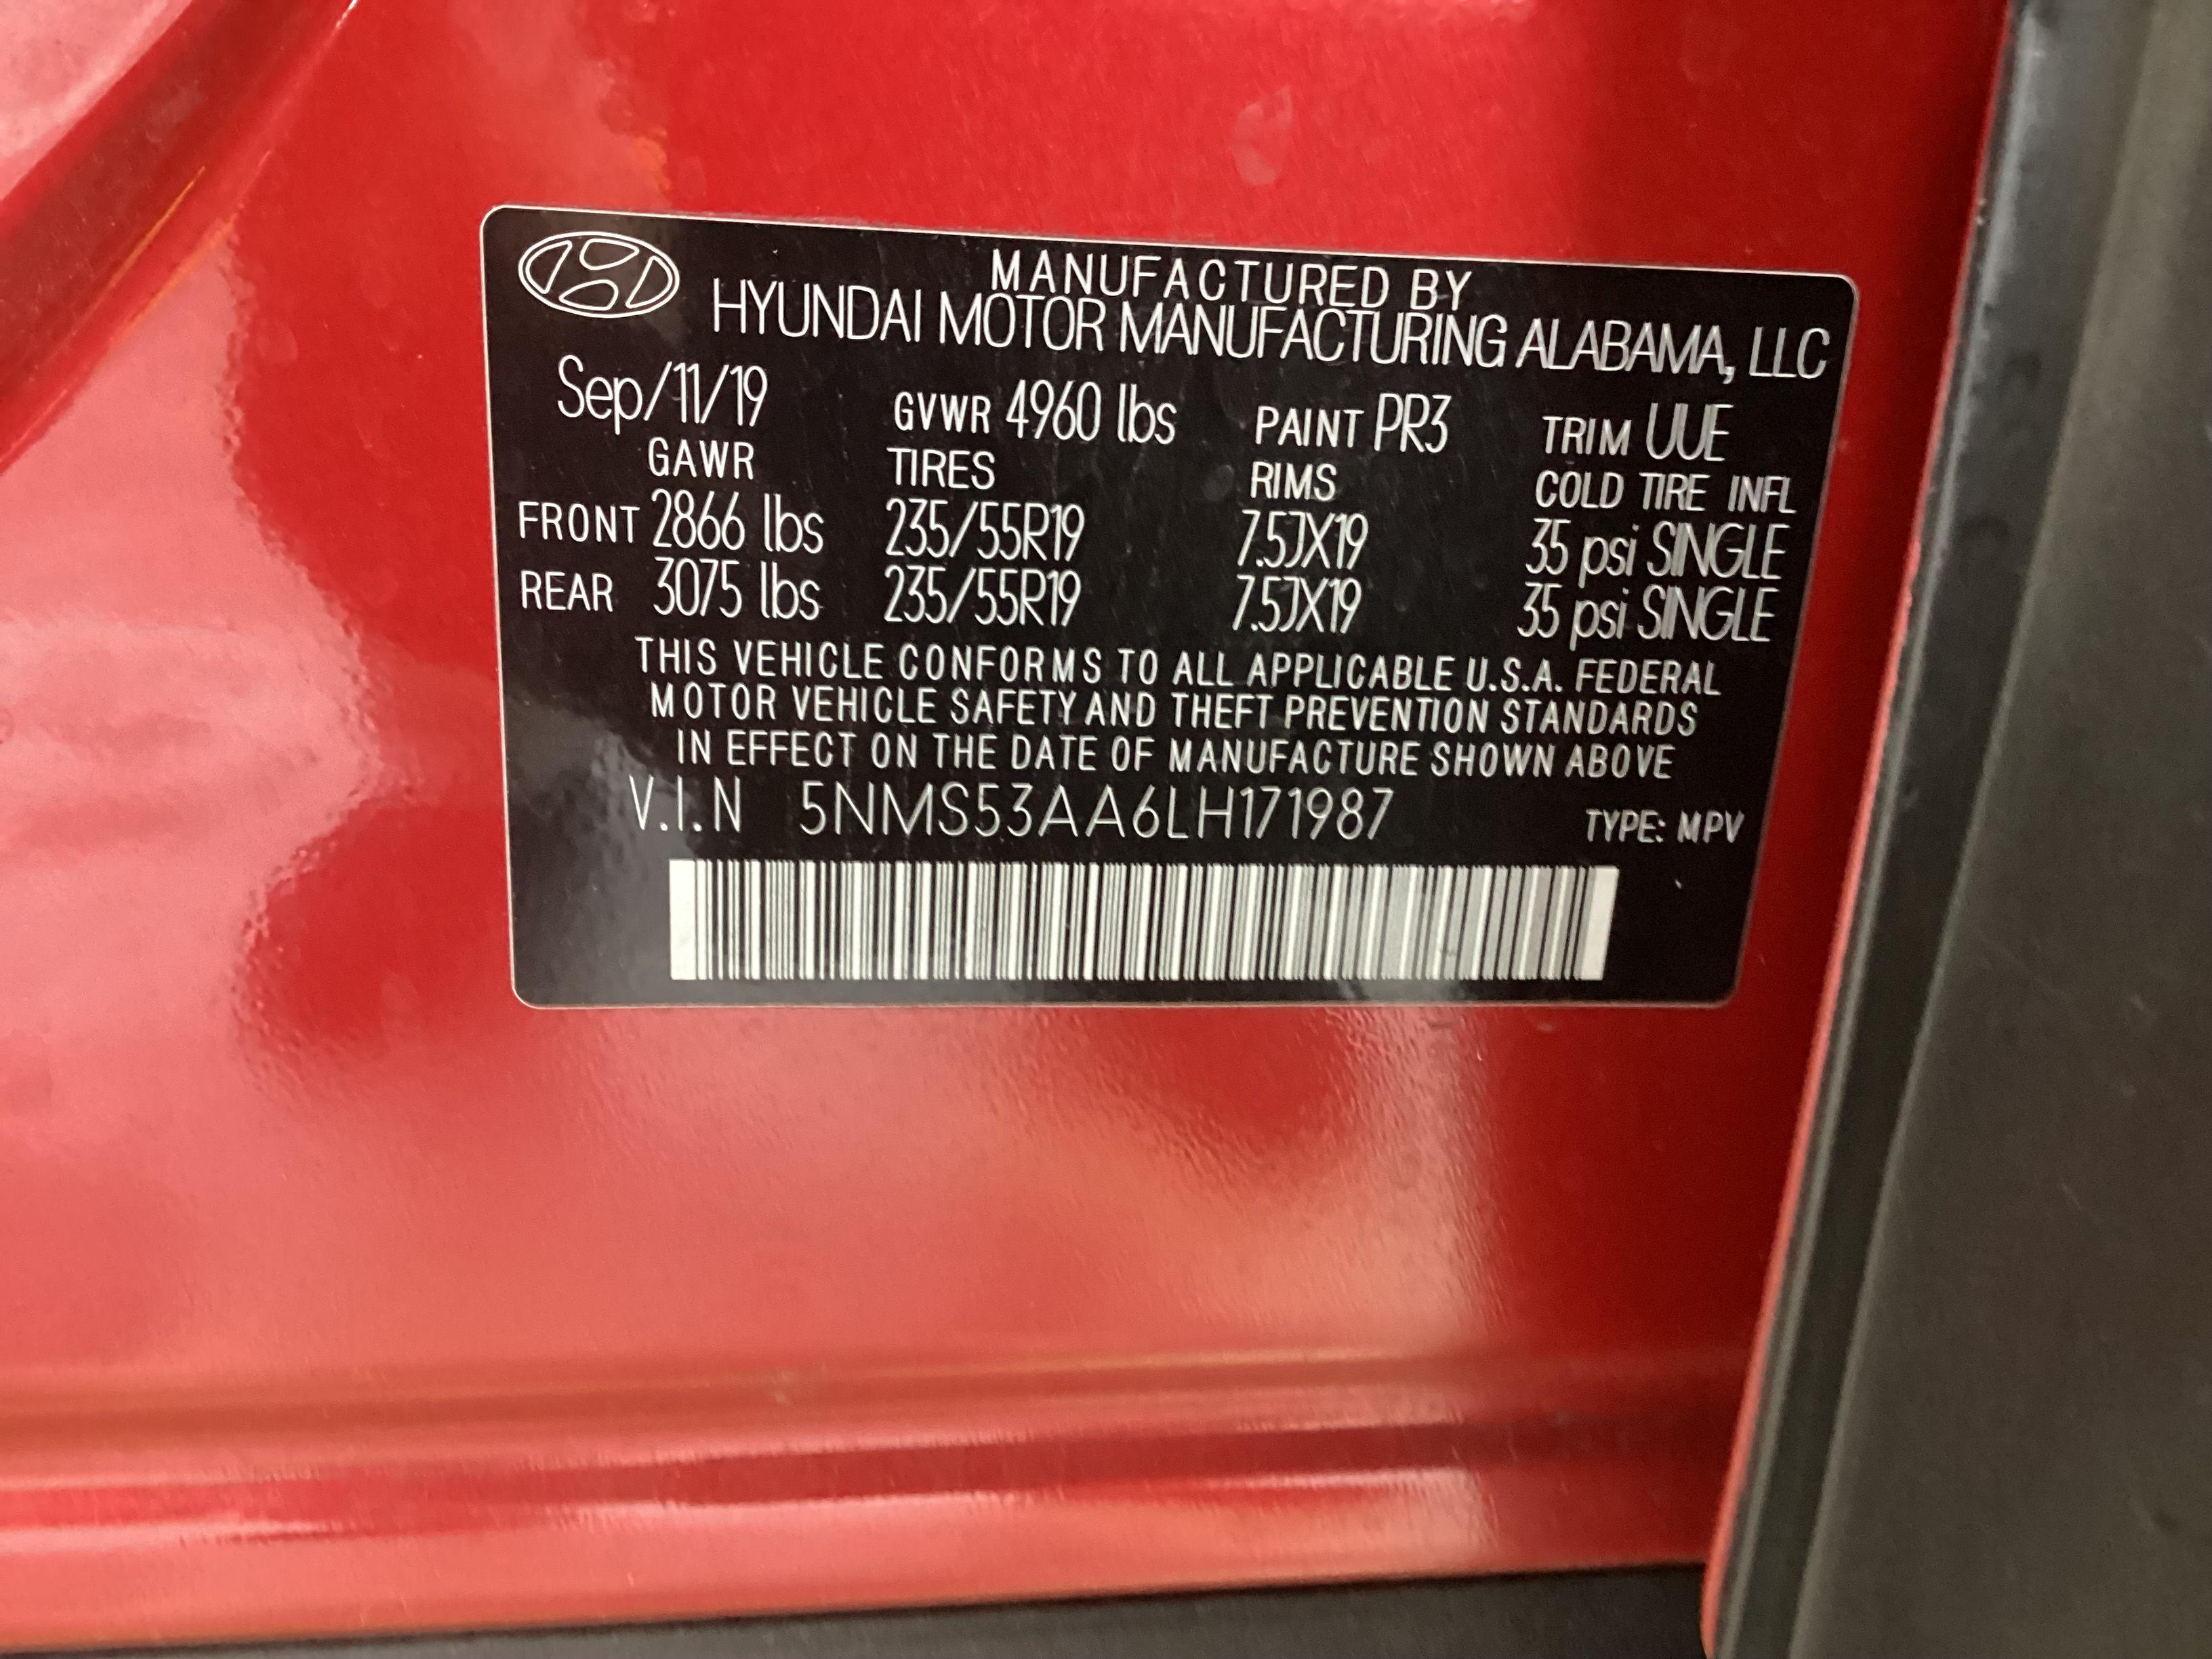 MANUFACTURED BY
HYUNDAI MOTOR MANUFACTURING ALABAMA, LLC
Sep/11/19 GVWR 4960 lbs PAINT PR3 TRIM UUE
GAWR TIRES RIMS COLD TIRE INFL
FRONT 2866 lbs 235/55R19 7.5JX19 35 psi SINGLE
REAR 3075 lbs 235/55R19 7.5JX19 35 psi SINGLE
THIS VEHICLE CONFORMS TO ALL APPLICABLE U.S.A. FEDERAL
MOTOR VEHICLE SAFETY AND THEFT PREVENTION STANDARDS
IN EFFECT ON THE DATE OF MANUFACTURE SHOWN ABOVE
V.I.N 5NMS53AA6LH171987 TYPE: MPV